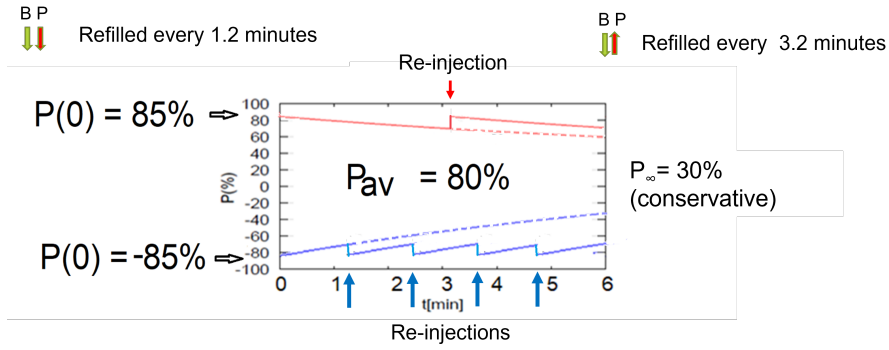 B P
Refilled every 1.2 minutes
B P
Refilled every 3.2 minutes
Re-injection
P(0) = 85%
P(0) = -85%
100
80
60
40
20
0
-20
-40
-60
-80
-100
P(%)
Pav = 80%
P∞= 30%
(conservative)
0 1 2 3 4 5 6
t[min]
Re-injections